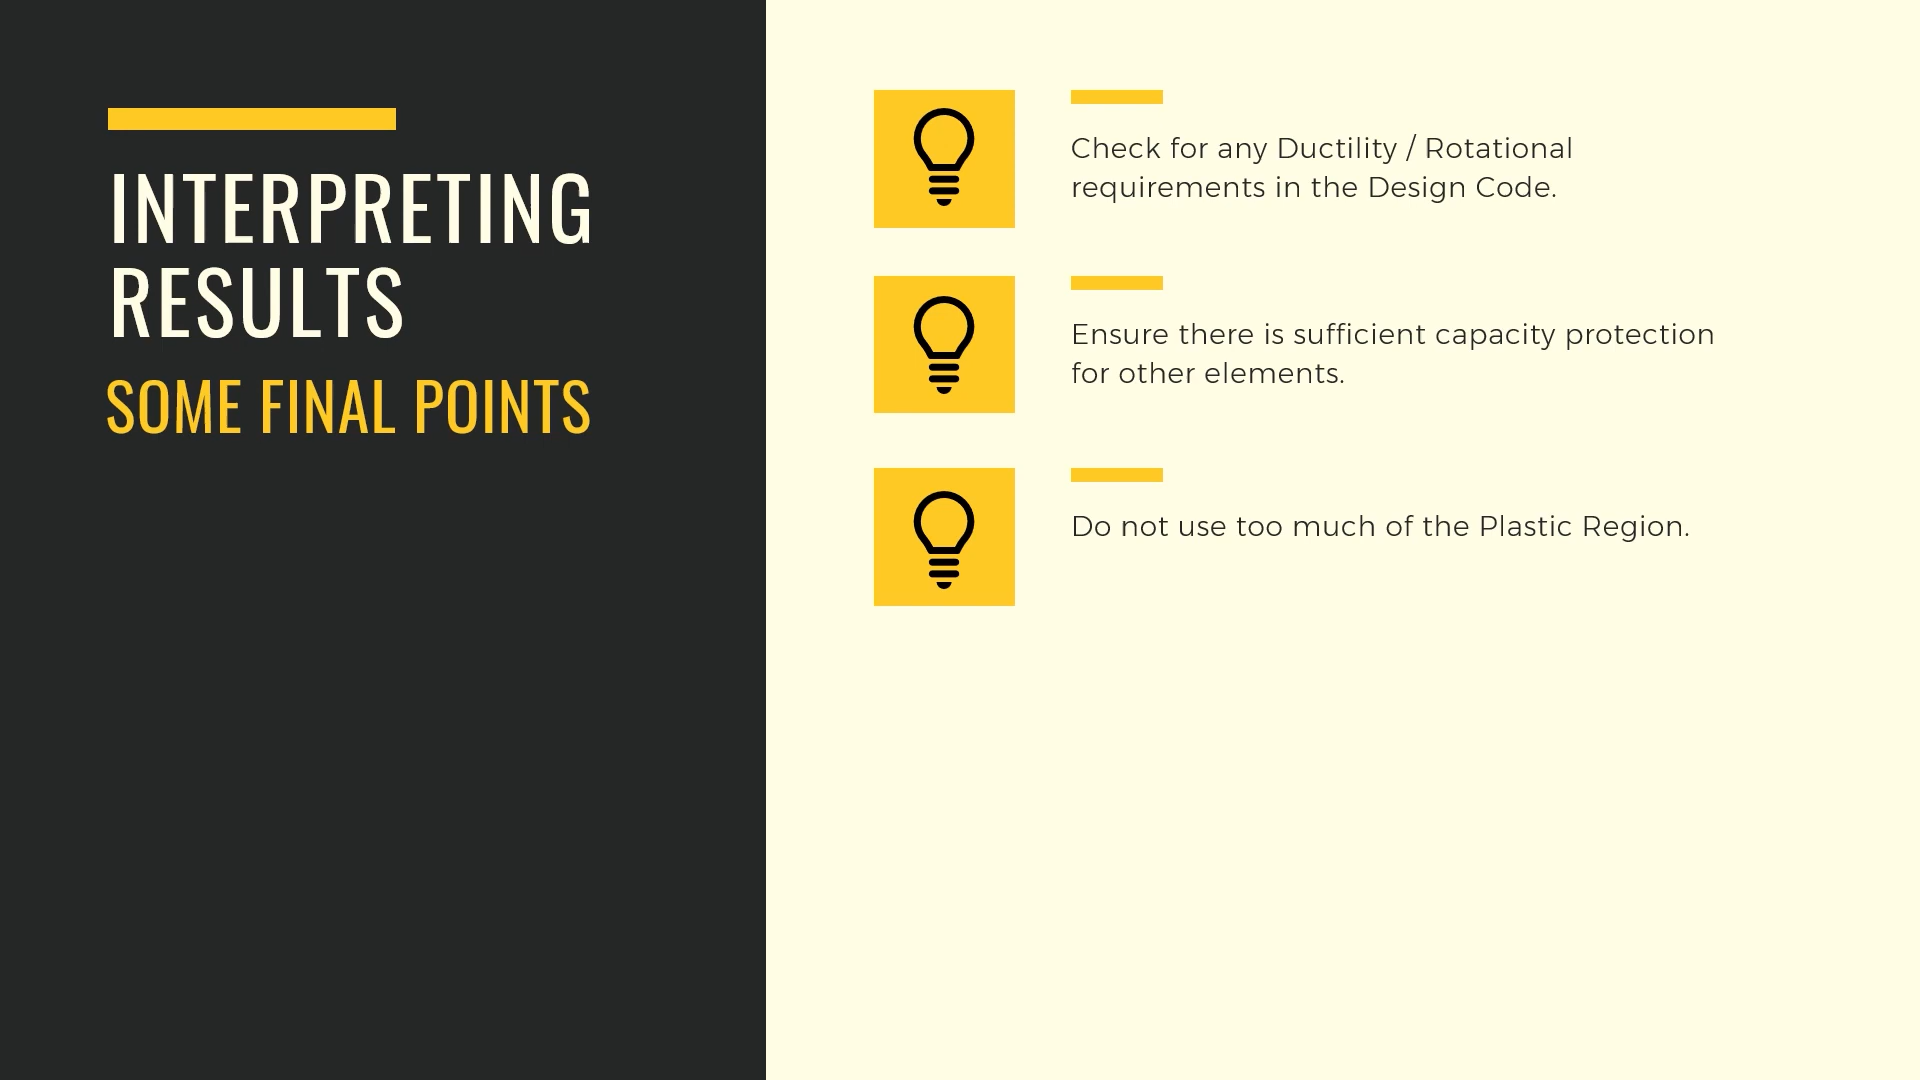 INTERPRETING
RESULTS
SOME FINAL POINTS
Check for any Ductility / Rotational
requirements in the Design Code.
Ensure there is sufficient capacity protection
for other elements.
Do not use too much of the Plastic Region.